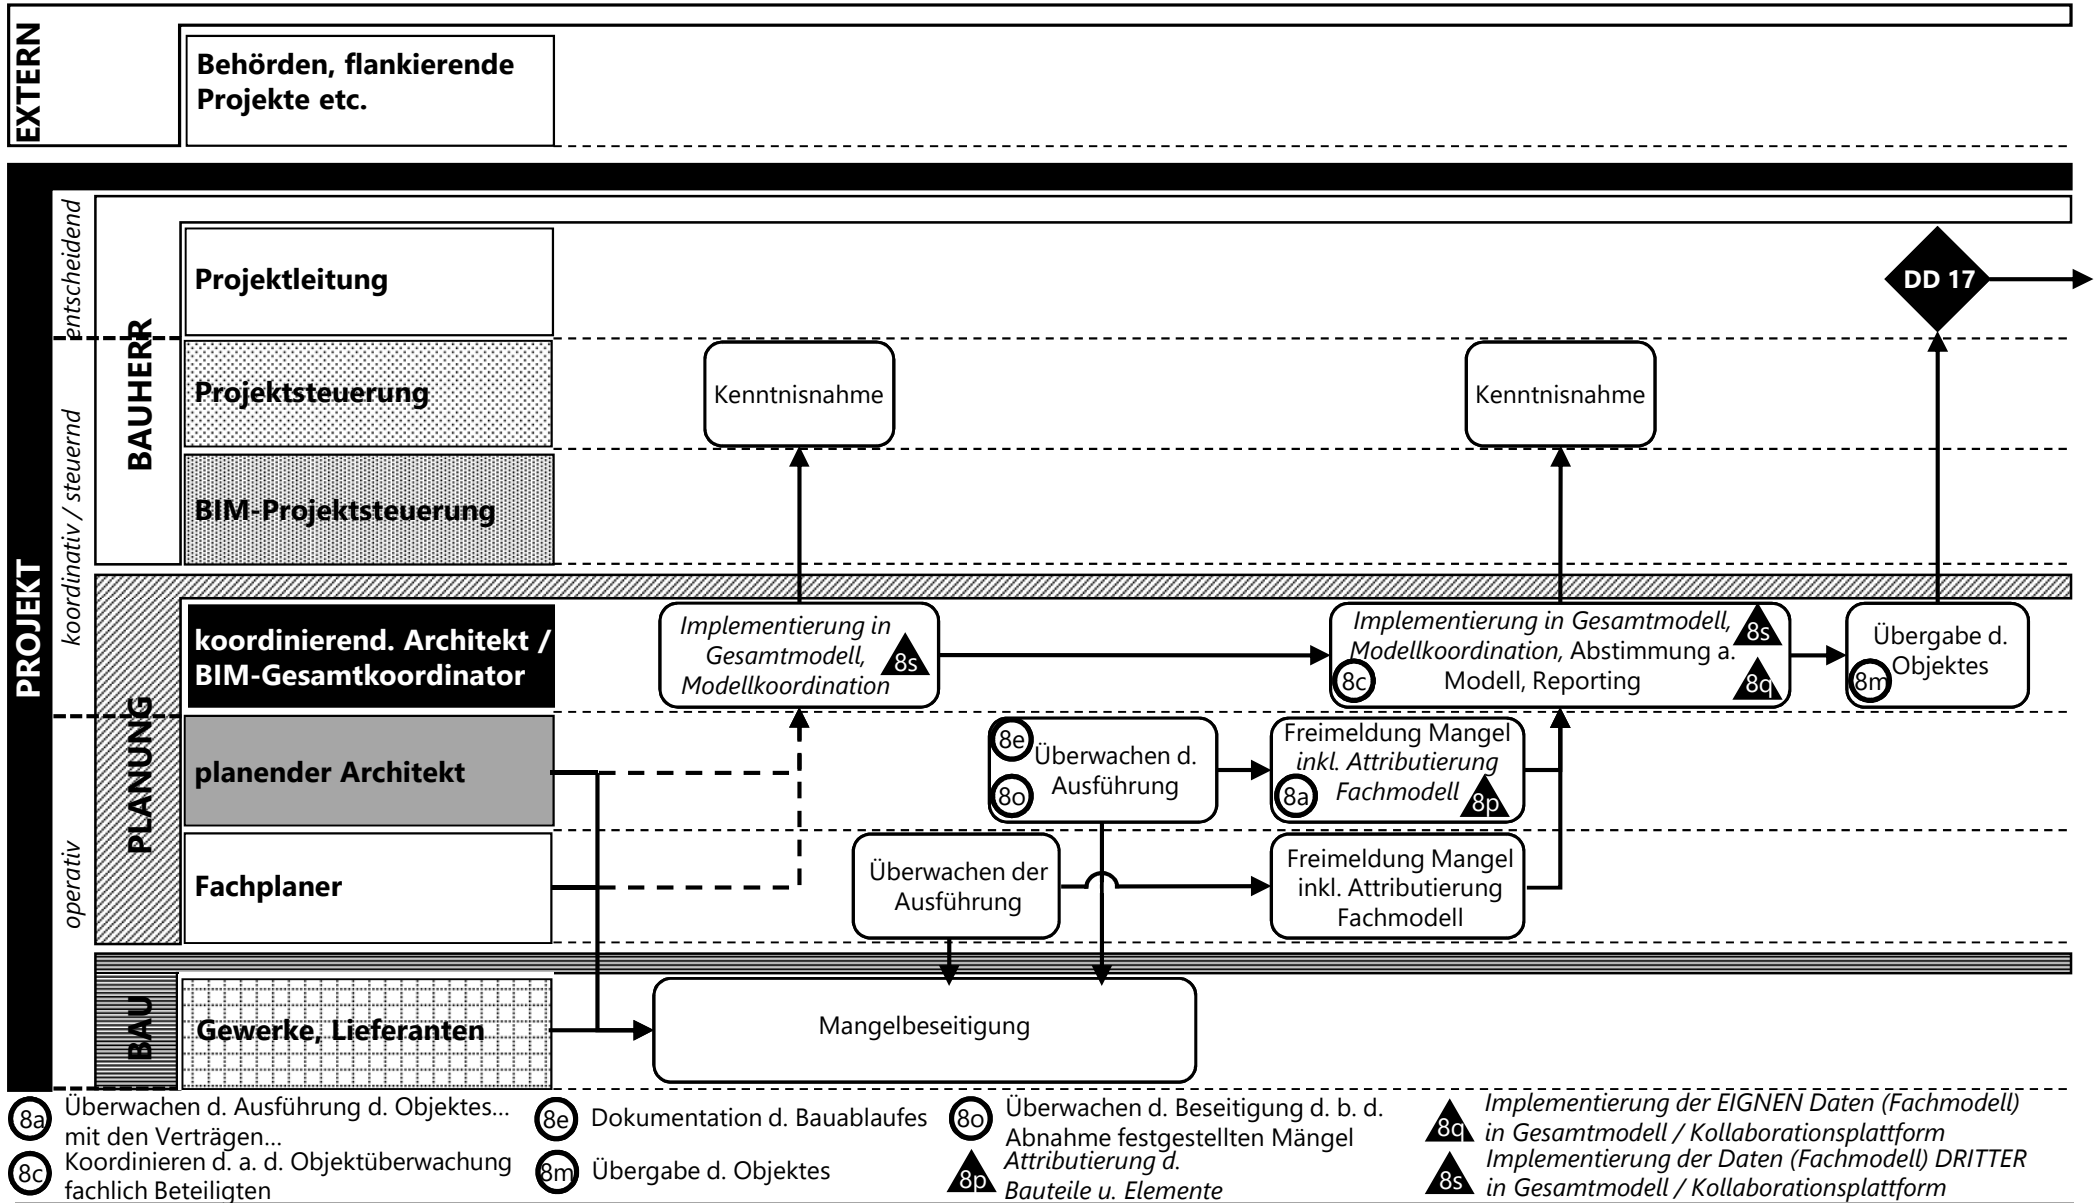 EXTERN
Behörden, flankierende
Projekte etc.
PROJEKT
entscheidend
koordinativ / steuernd
operativ
BAUHERR
Projektleitung
DD 17
Projektsteuerung
Kenntnisnahme
Kenntnisnahme
BIM-Projektsteuerung
PLANUNG
koordinierend. Architekt /
BIM-Gesamtkoordinator
Implementierung in
Gesamtmodell,
8s
Modellkoordination
Implementierung in Gesamtmodell,
8s
Modellkoordination, Abstimmung a.
8c
Modell, Reporting
8q
Übergabe d.
Objektes
8m
planender Architekt
8e
Überwachen d.
Ausführung
8o
Freimeldung Mangel
inkl. Attributierung
Fachmodell
8a
8p
Fachplaner
Überwachen der
Ausführung
Freimeldung Mangel
inkl. Attributierung
Fachmodell
BAU
Gewerke, Lieferanten
Mangelbeseitigung
8a
Überwachen d. Ausführung d. Objektes...
mit den Verträgen...
8c
Koordinieren d. a. d. Objektüberwachung
fachlich Beteiligten
8e
Dokumentation d. Bauablaufes
8m
Übergabe d. Objektes
8o
Überwachen d. Beseitigung d. b. d.
Abnahme festgestellten Mängel
8p
Attributierung d.
Bauteile u. Elemente
8q
Implementierung der EIGNEN Daten (Fachmodell)
in Gesamtmodell / Kollaborationsplattform
8s
Implementierung der Daten (Fachmodell) DRITTER
in Gesamtmodell / Kollaborationsplattform